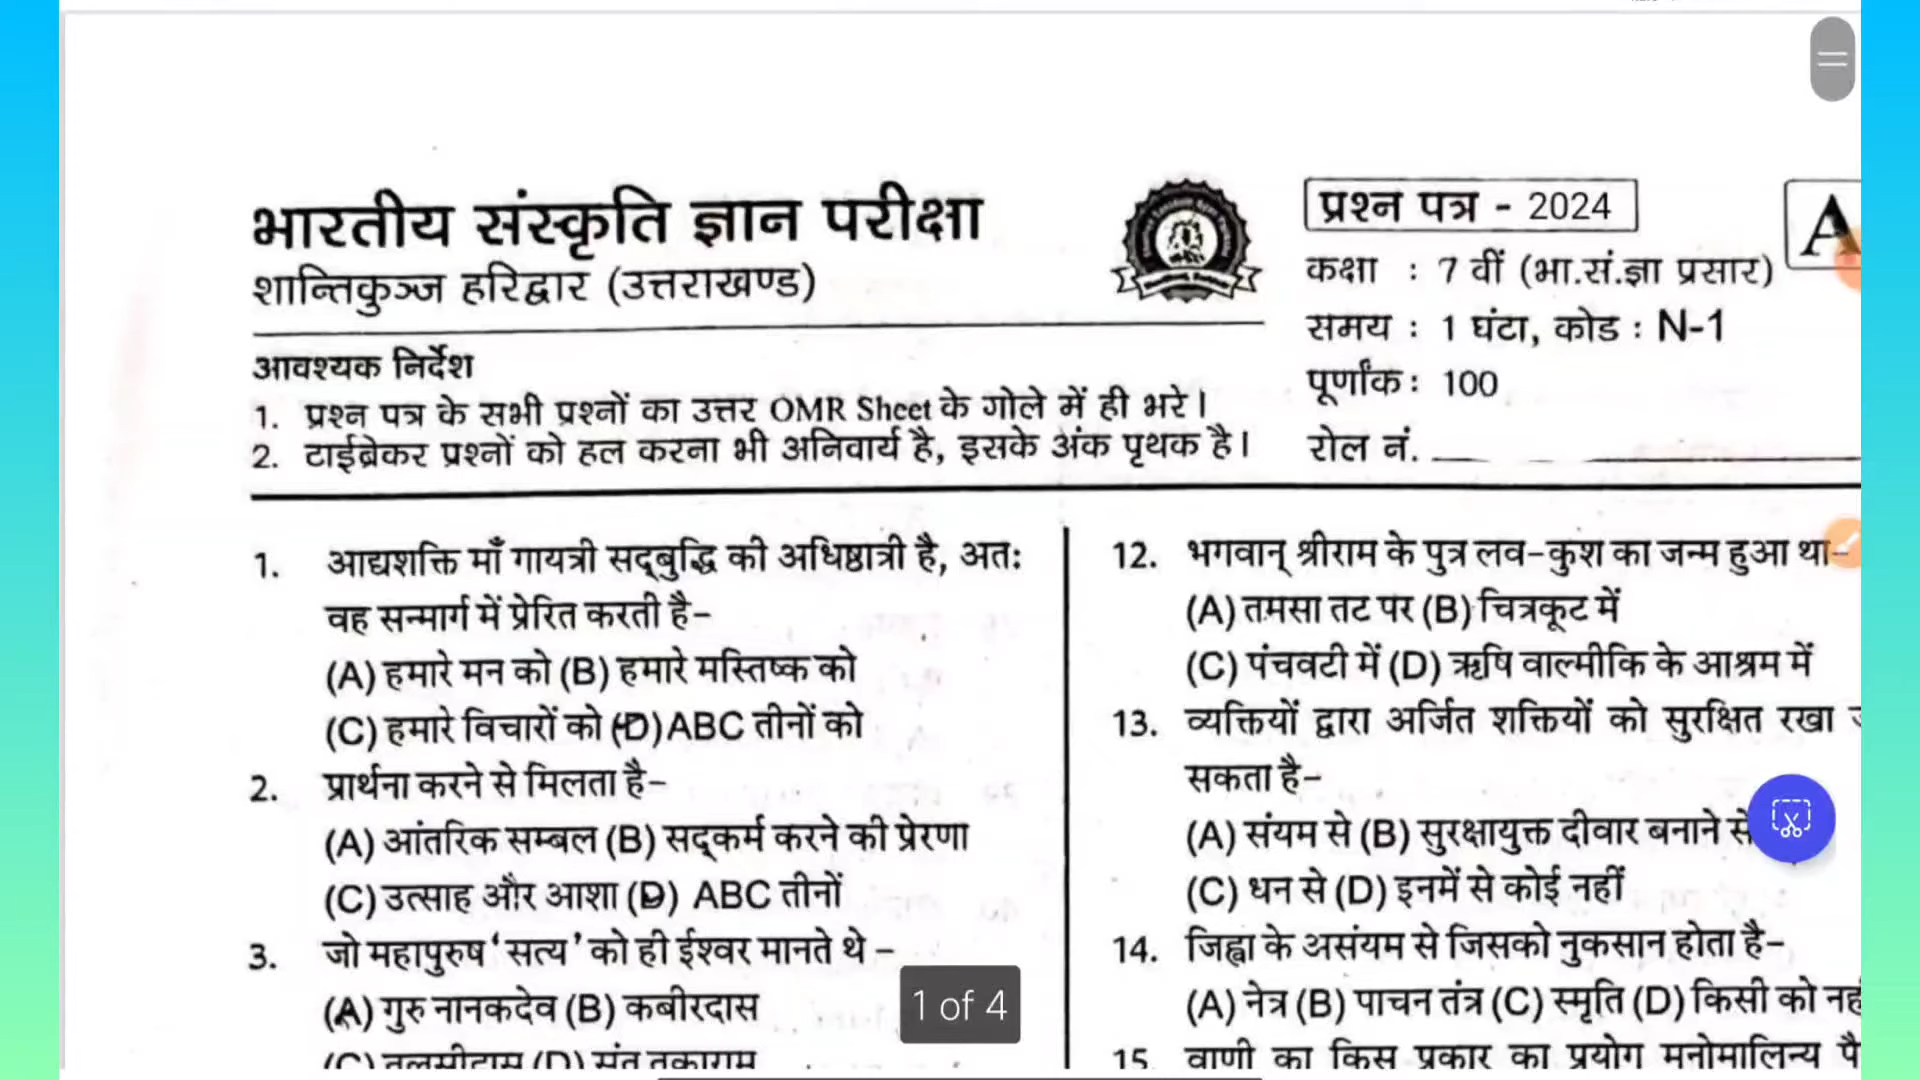 भारतीय संस्कृति ज्ञान परीक्षा
शान्तिकुञ्ज हरिद्वार (उत्तराखण्ड)
आवश्यक निर्देश
1. प्रश्न पत्र के सभी प्रश्नों का उत्तर OMR Sheet के गोले में ही भरे।
2. टाईब्रेकर प्रश्नों को हल करना भी अनिवार्य है, इसके अंक पृथक है।
प्रश्न पत्र - 2024
A
कक्षा : 7 वीं (भा.सं.ज्ञा प्रसार)
समय : 1 घंटा, कोड : N-1
पूर्णांक : 100
रोल नं.
1. आद्यशक्ति माँ गायत्री सद्‌बुद्धि की अधिष्ठात्री है, अतः
वह सन्मार्ग में प्रेरित करती है-
(A) हमारे मन को (B) हमारे मस्तिष्क को
(C) हमारे विचारों को (D) ABC तीनों को
2. प्रार्थना करने से मिलता है-
(A) आंतरिक सम्बल (B) सद्‌कर्म करने की प्रेरणा
(C) उत्साह और आशा (D) ABC तीनों
3. जो महापुरुष ‘सत्य’ को ही ईश्वर मानते थे -
(A) गुरु नानकदेव (B) कबीरदास
(C) तुलसीदास (D) संत तुकाराम
12. भगवान् श्रीराम के पुत्र लव-कुश का जन्म हुआ था-
(A) तमसा तट पर (B) चित्रकूट में
(C) पंचवटी में (D) ऋषि वाल्मीकि के आश्रम में
13. व्यक्तियों द्वारा अर्जित शक्तियों को सुरक्षित रखा
सकता है-
(A) संयम से (B) सुरक्षायुक्त दीवार बनाने से
(C) धन से (D) इनमें से कोई नहीं
14. जिह्वा के असंयम से जिसको नुकसान होता है-
(A) नेत्र (B) पाचन तंत्र (C) स्मृति (D) किसी को
15. वाणी का किस प्रकार का प्रयोग मनोमालिन्य
1 of 4